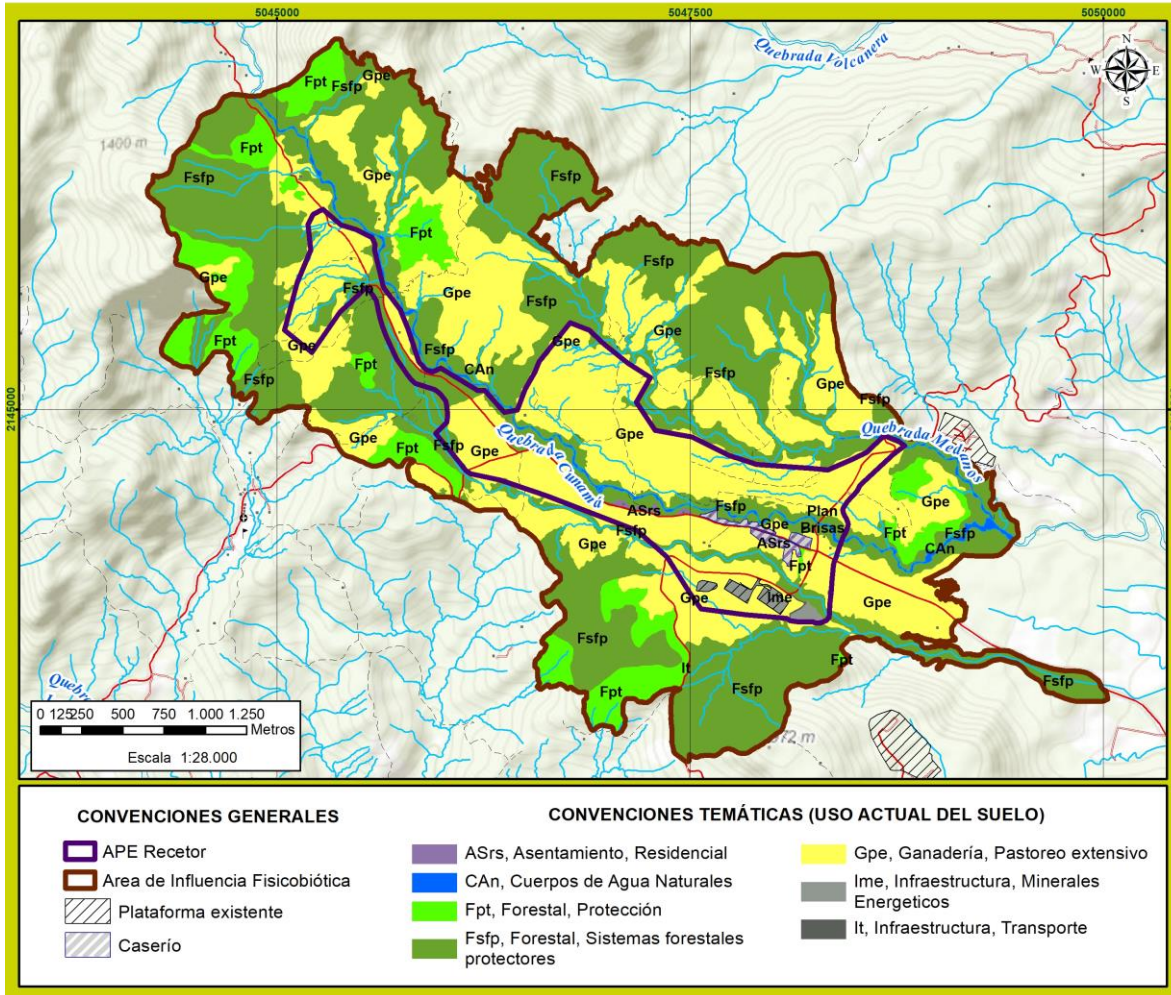 5045000
5047500
5050000
2145000
Quebrada Volcanera
N
W E
S
1400 m
Fpt
Fsfp
Gpe
Fpt
Fsfp
Gpe
Fsfp
Fpt
Gpe
Fsfp
Fsfp
Gpe
Fsfp
Gpe
Fpt
Gpe
Fsfp
CAn
Gpe
Fpt
Fsfp
Fsfp
Gpe
Fsfp
Gpe
Quebrada Médanos
Gpe
Fpt
Fsfp
Gpe
Quebrada
La Cunamá
ASrs
Fsfp
Fsfp
Gpe
Plan
Brisas
Gpe
Fpt
Fsfp
CAn
Gpe
ASrs
Fpt
Gpe
Ime
Gpe
Fsfp
It
Fpt
Fsfp
Fpt
Fsfp
Quebrada
0 125250 500 750 1.000 1.250
Metros
Escala 1:28.000
CONVENCIONES GENERALES
APE Recetor
Area de Influencia Fisicobiótica
Plataforma existente
Caserío
CONVENCIONES TEMÁTICAS (USO ACTUAL DEL SUELO)
ASrs, Asentamiento, Residencial
CAn, Cuerpos de Agua Naturales
Fpt, Forestal, Protección
Fsfp, Forestal, Sistemas forestales
protectores
Gpe, Ganadería, Pastoreo extensivo
Ime, Infraestructura, Minerales
Energeticos
It, Infraestructura, Transporte